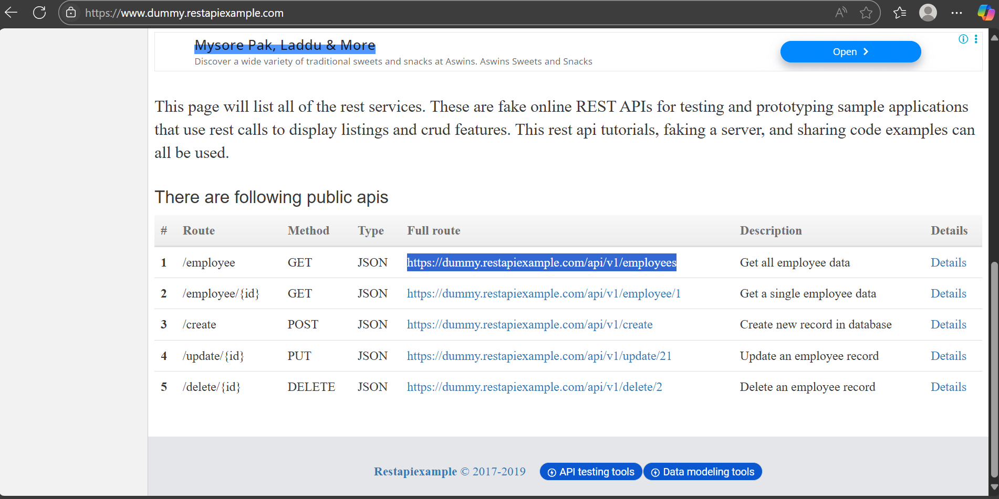 https://www.dummy.restapiexample.com
Mysore Pak, Laddu & More
Discover a wide variety of traditional sweets and snacks at Aswins. Aswins Sweets and Snacks
Open
This page will list all of the rest services. These are fake online REST APIs for testing and prototyping sample applications
that use rest calls to display listings and crud features. This rest api tutorials, faking a server, and sharing code examples can
all be used.
There are following public apis
# Route Method Type Full route Description Details
1 /employee GET JSON https://dummy.restapiexample.com/api/v1/employees Get all employee data Details
2 /employee/{id} GET JSON https://dummy.restapiexample.com/api/v1/employee/1 Get a single employee data Details
3 /create POST JSON https://dummy.restapiexample.com/api/v1/create Create new record in database Details
4 /update/{id} PUT JSON https://dummy.restapiexample.com/api/v1/update/21 Update an employee record Details
5 /delete/{id} DELETE JSON https://dummy.restapiexample.com/api/v1/delete/2 Delete an employee record Details
Restapiexample © 2017-2019 API testing tools Data modeling tools